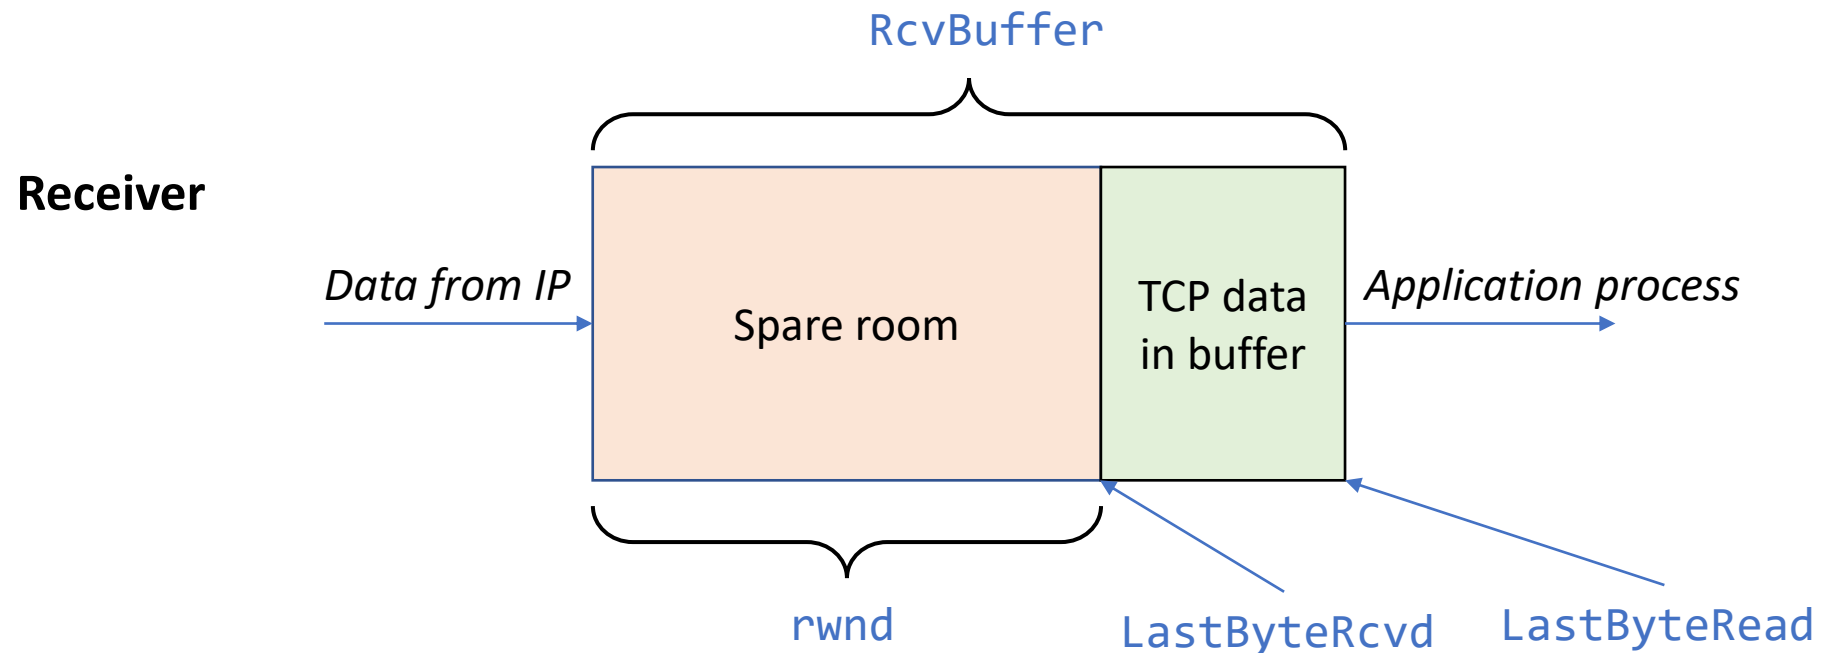 RcvBuffer
Receiver
Data from IP
Spare room
TCP data
in buffer
Application process
rwnd
LastByteRcvd
LastByteRead